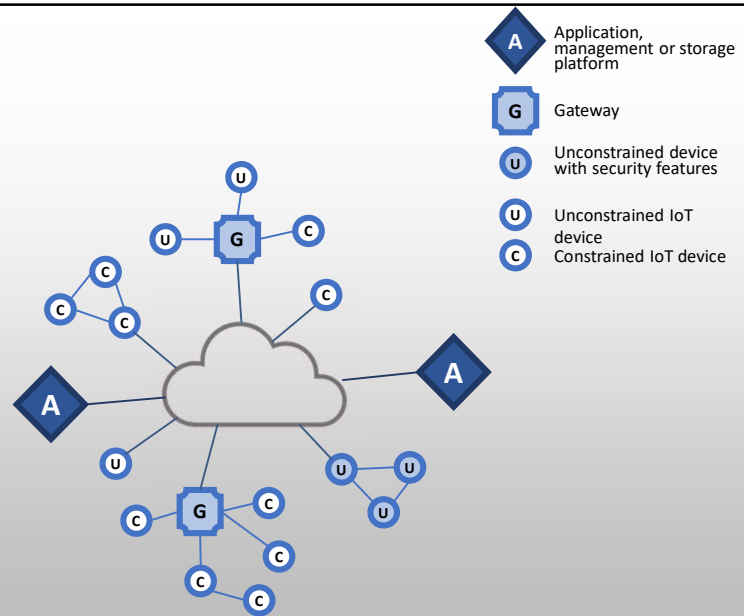 A
Application,
management or storage
platform
G
Gateway
U
Unconstrained device
with security features
U
Unconstrained IoT
device
C
Constrained IoT device
U
U
G
C
C
C
C
C
A
A
U
U
U
U
C
G
C
C
C
C